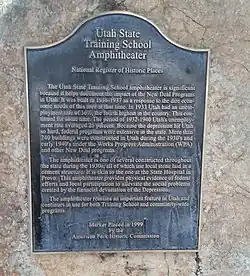 Utah State
Training School
Amphitheater
National Register of Historic Places
The Utah State Training School Amphitheater is significant
because it helps document the impact of the New Deal Programs
in Utah. It was built in 1936-1937 as a response to the dire economic
needs of this state at that time. In 1933 Utah had an unem-
ployment rate of 36%, the fourth highest in the country. This con-
tinued for some time. The period of 1932-1940 Utah's unemploy-
ment rate averaged 25 percent. Because the depression hit Utah
so hard, federal programs were extensive in the state. More than
240 buildings were constructed in Utah during the 1930's and
early 1940's under the Works Progress Administration (WPA)
and other New Deal programs.
The amphitheater is one of several constructed throughout
the state during the 1930s, all of which use local stone laid in a
cement structure. It is akin to the one at the State Hospital in
Provo. This amphitheater provides physical evidence of federal
efforts and local participation to alleviate the social problems
created by the financial devastation of the Depression.
The amphitheater remains an important feature in Utah and
continues in use for both Training School and community-wide
programs.
Marker Placed in 1999
by the
American Fork Historic Commission